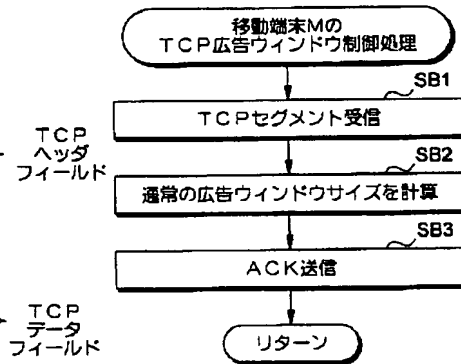 移動端末Mの
TCP広告ウィンドウ制御処理
SB1
TCPセグメント受信
TCP
ヘッダ
フィールド
SB2
通常の広告ウィンドウサイズを計算
SB3
ACK送信
TCP
データ
フィールド
リターン